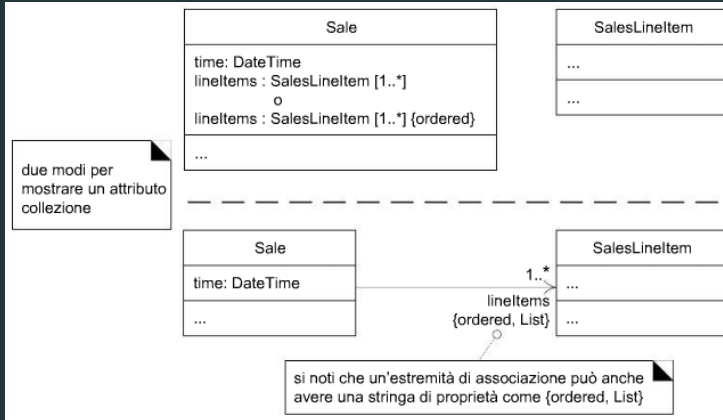 Sale
time: DateTime
lineItems : SalesLineItem [1..*]
o
lineItems : SalesLineItem [1..*] {ordered}
...
SalesLineItem
...
...
due modi per
mostrare un attributo
collezione
Sale
time: DateTime
...
1..*
lineItems
{ordered, List}
SalesLineItem
...
...
si noti che un'estremità di associazione può anche
avere una stringa di proprietà come {ordered, List}